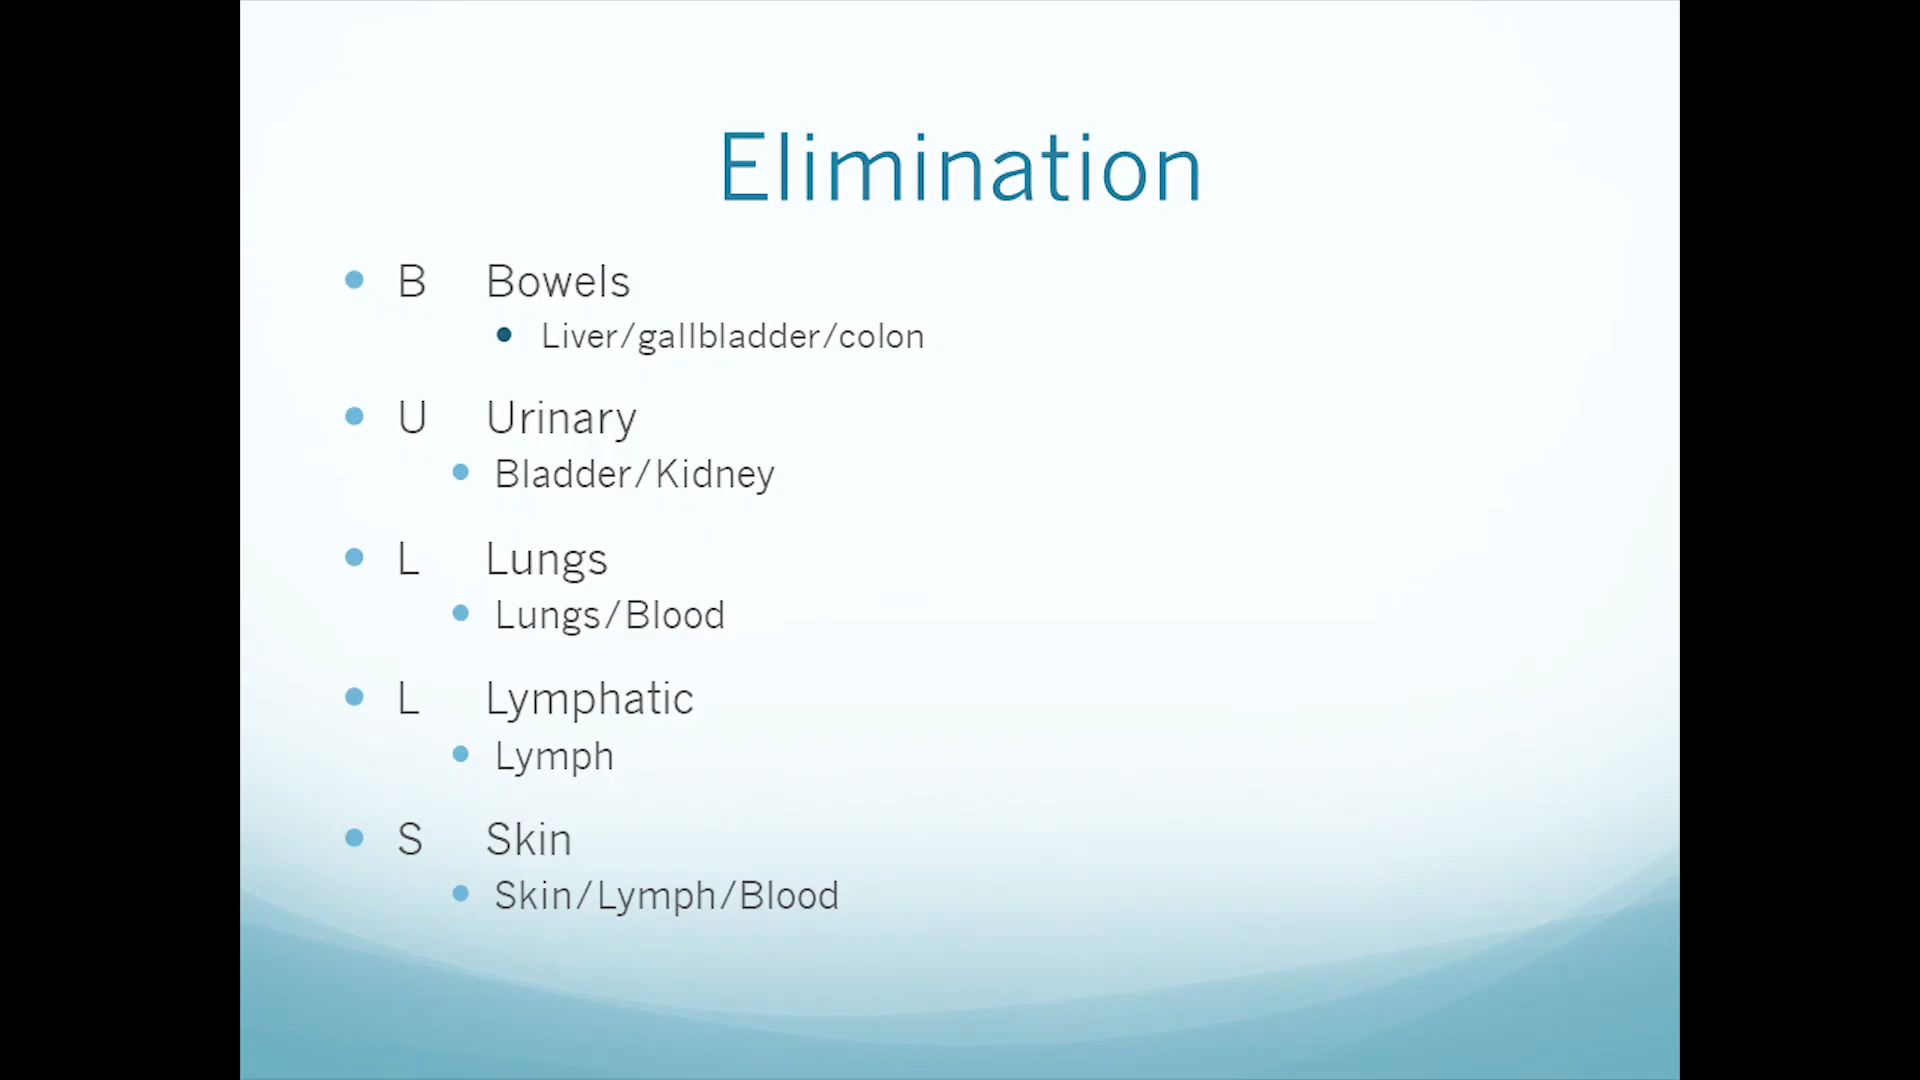 Elimination
• B Bowels
• Liver/gallbladder/colon
• U Urinary
• Bladder/Kidney
• L Lungs
• Lungs/Blood
• L Lymphatic
• Lymph
• S Skin
• Skin/Lymph/Blood